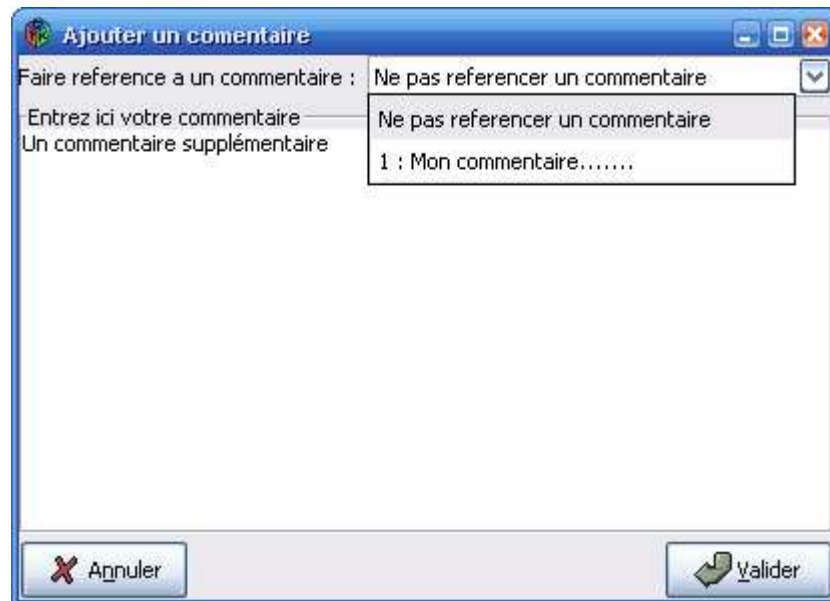 Ajouter un comentaire
Faire reference a un commentaire : Ne pas referencer un commentaire
Ne pas referencer un commentaire
1 : Mon commentaire.......
Entrez ici votre commentaire
Un commentaire supplémentaire
Annuler
Valider